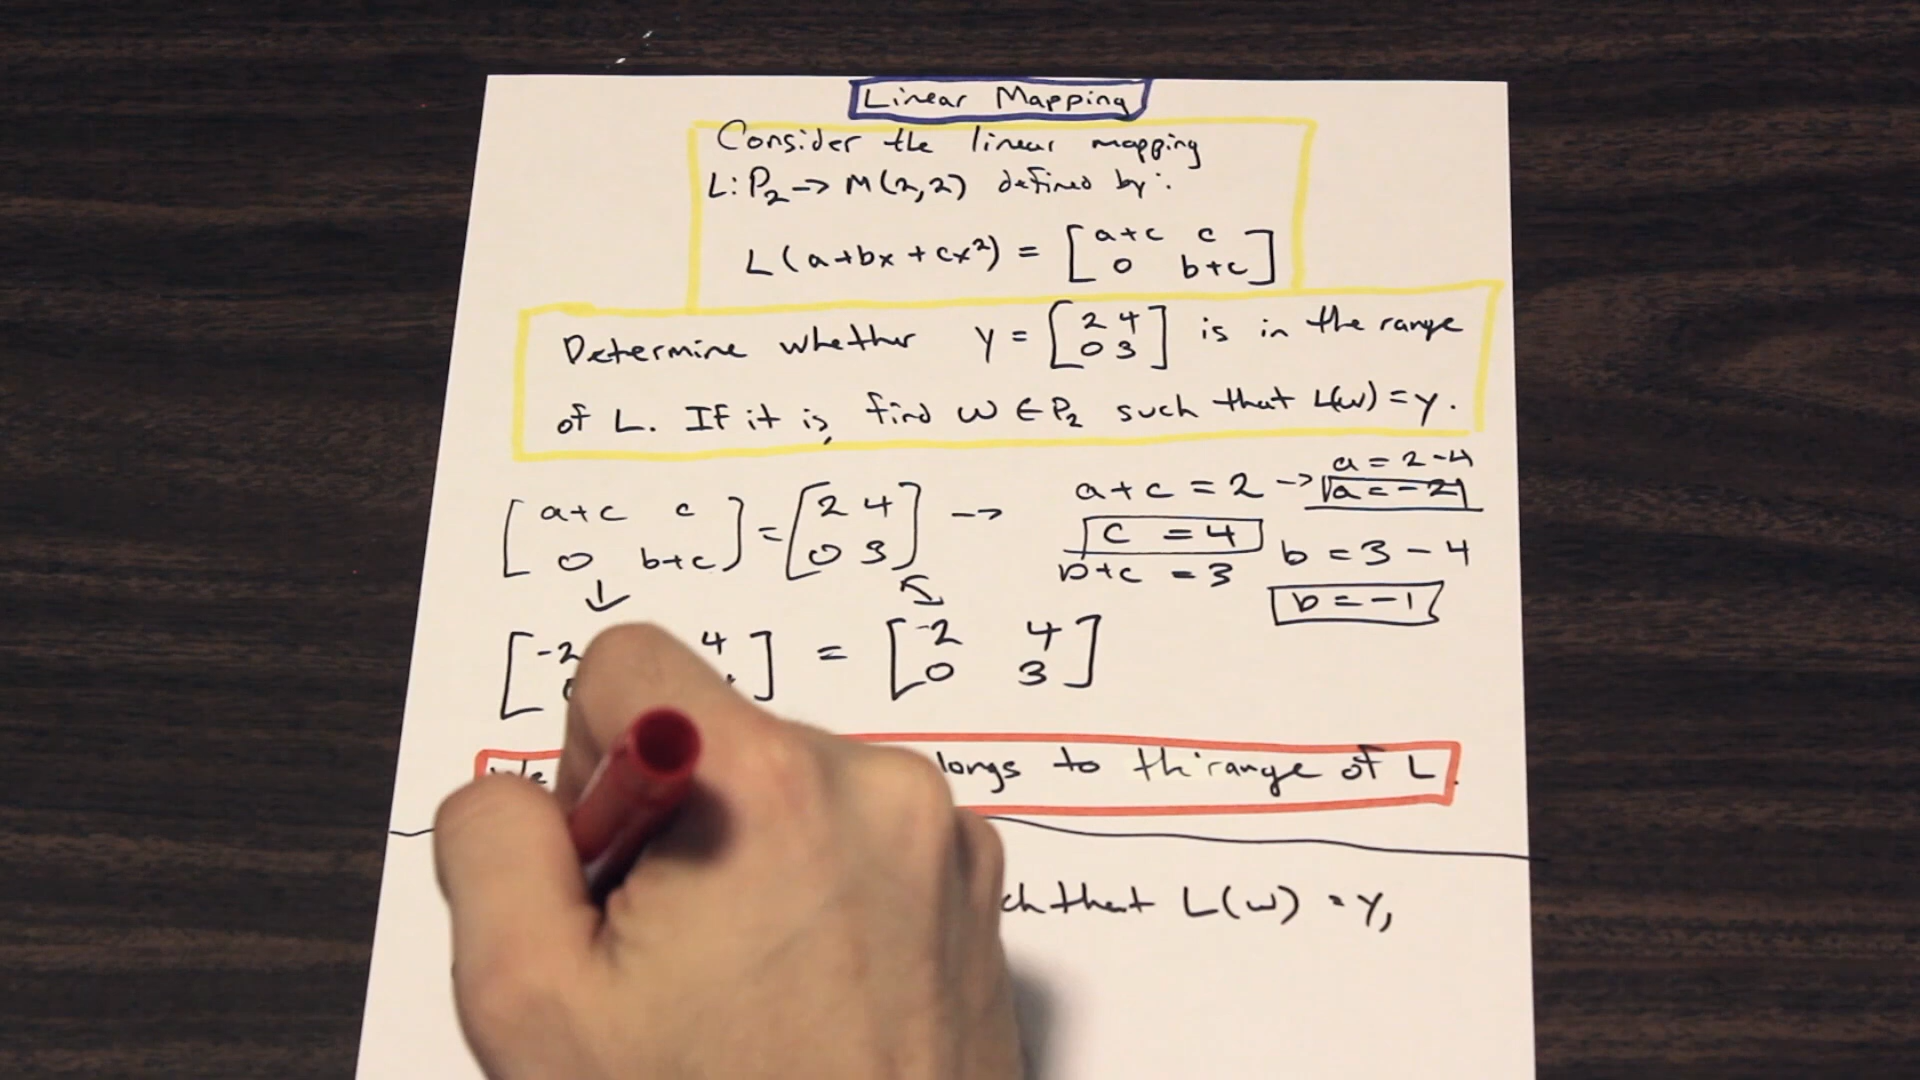 Linear Mapping
Consider the linear mapping
L: P₂ → M(2,2) defined by:
L(a+bx+cx²) = [a+c c
0 b+c]
Determine whether y = [2 4
0 3] is in the range
of L. If it is, find w ∈ P₂ such that L(w) = y.
[a+c c
0 b+c] = [2 4
0 3] →
a+c = 2 → a = 2-4
a = -2
c = 4
b+c = 3
b = 3 - 4
b = -1
[-2 4
] = [-2 4
0 3]
We longs to th range of L.
ch that L(w) = y,